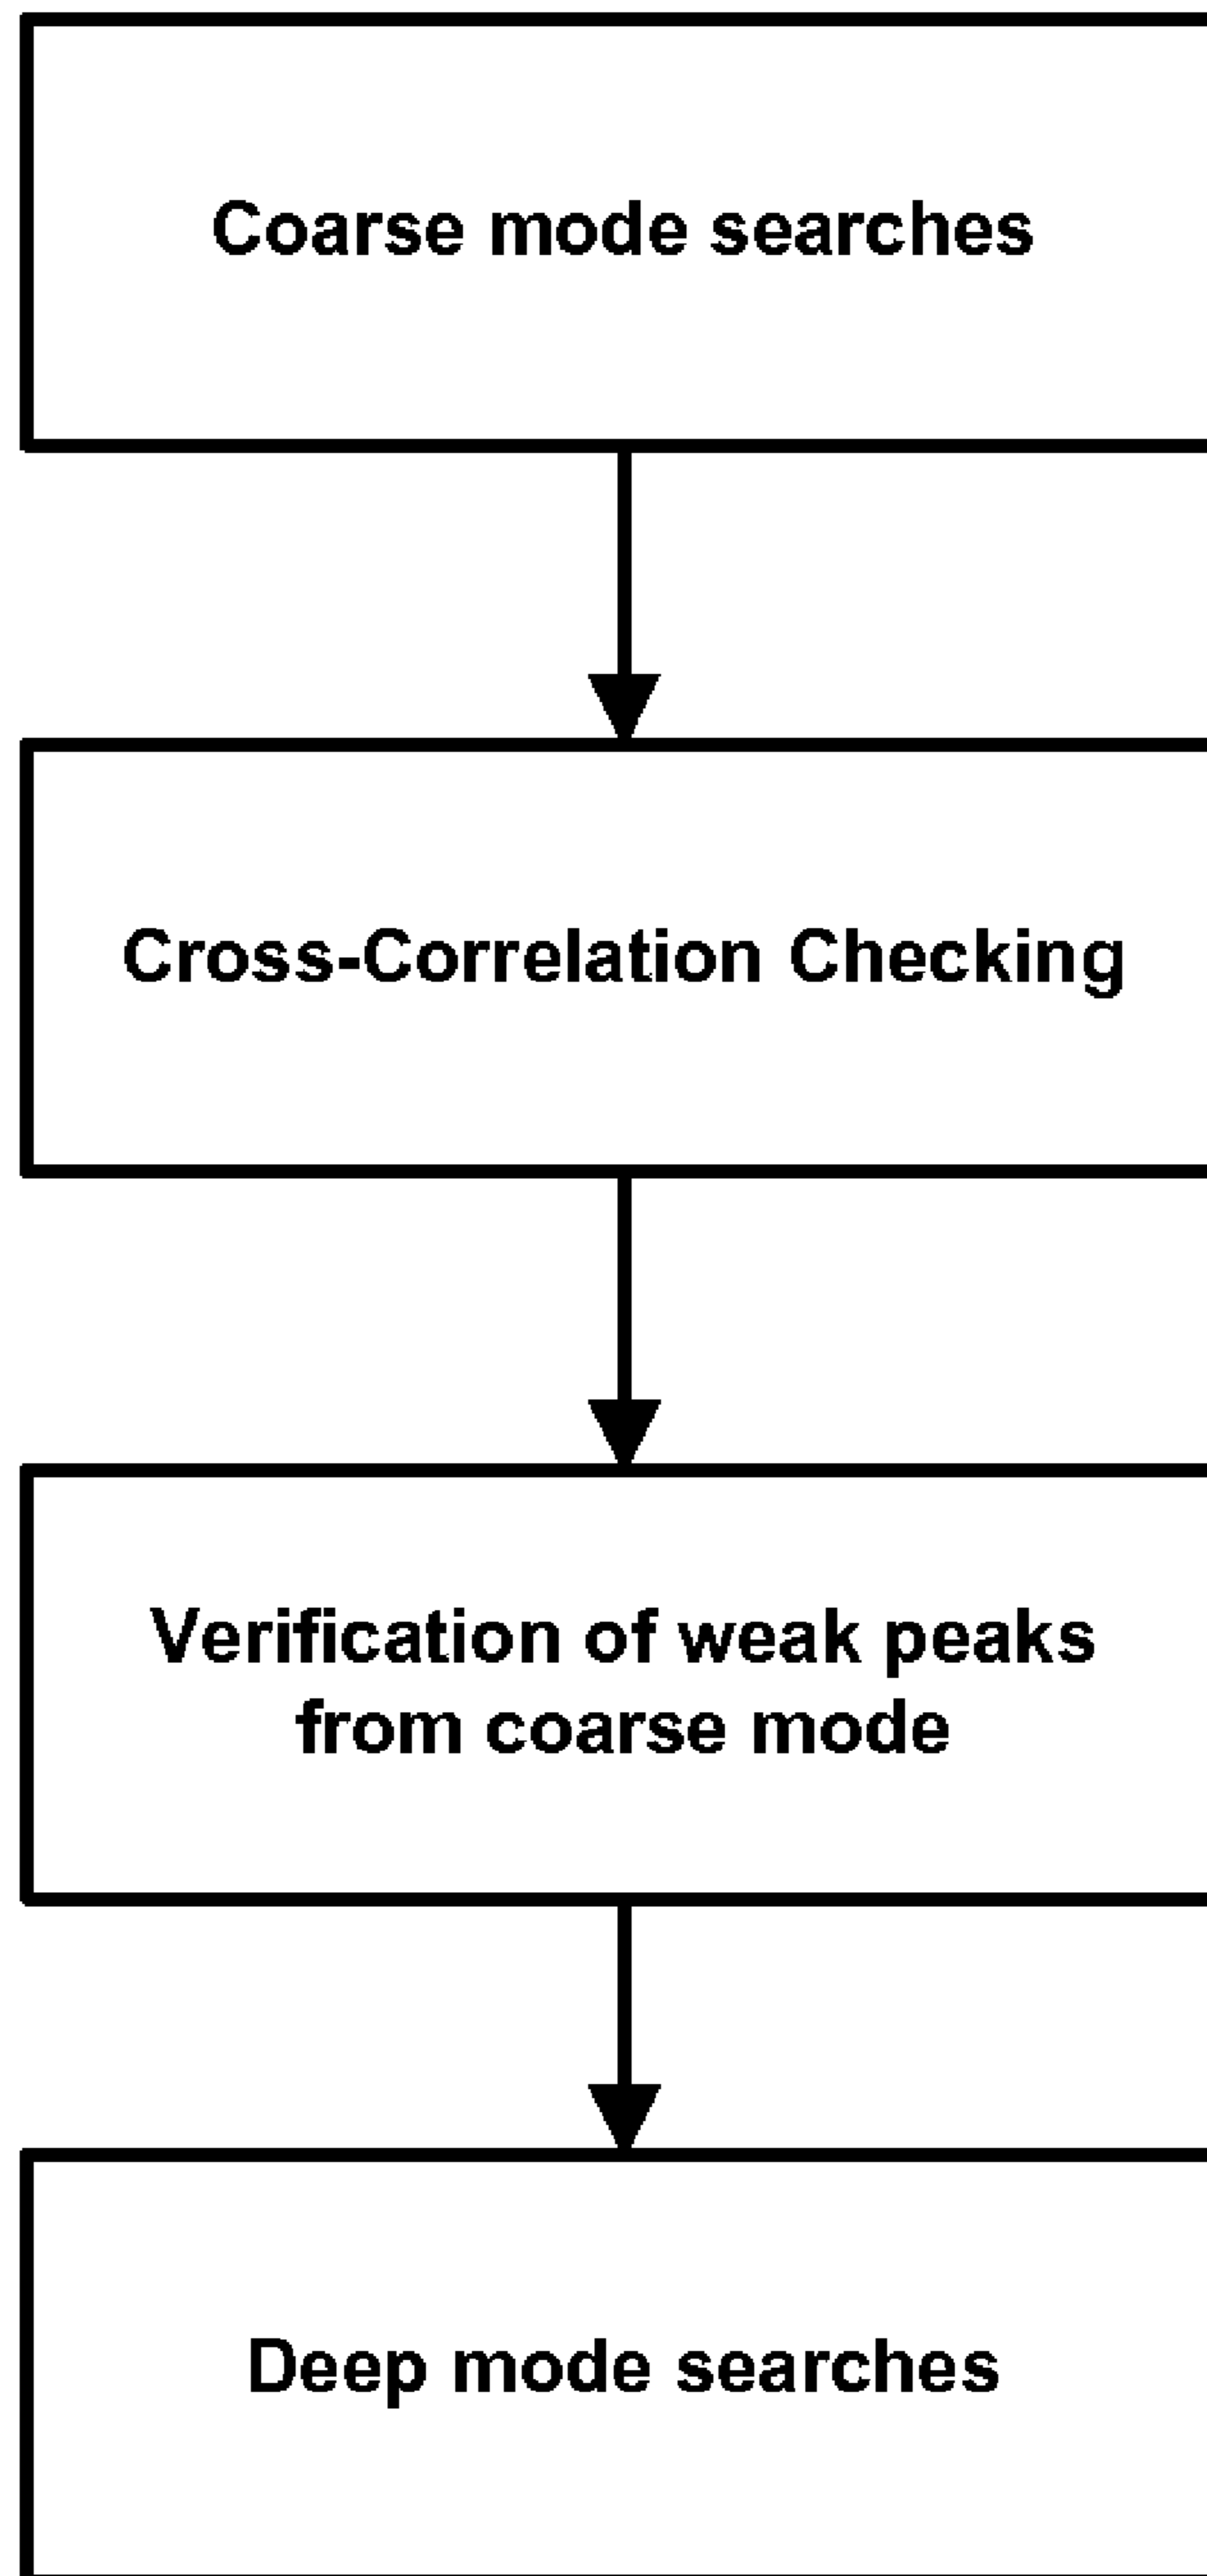 Coarse mode searches
Cross-Correlation Checking
Verification of weak peaks
from coarse mode
Deep mode searches